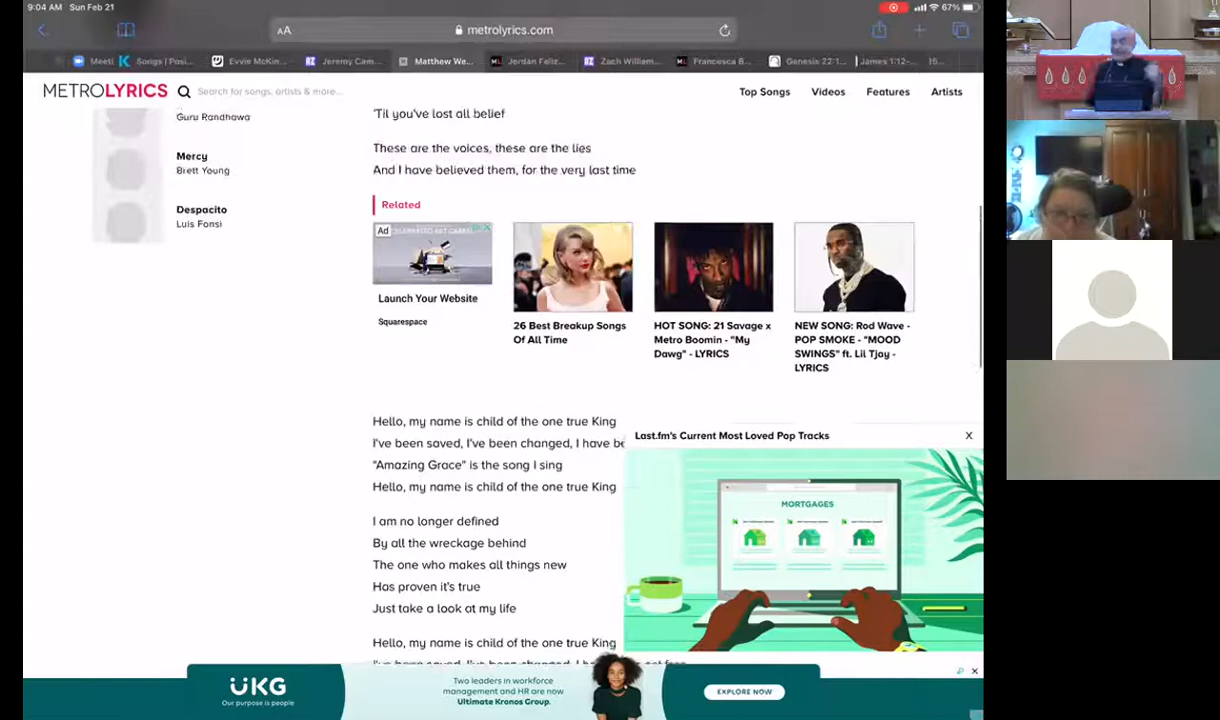 9:04 AM Sun Feb 21
67%
AA
metrolyrics.com
Meeti
Songs | Posi...
Evvie McKin...
Jeremy Cam...
Matthew We...
Jordan Feliz...
Zach William...
Francesca B...
Genesis 22:1...
James 1:12-...
METROLYRICS
Search for songs, artists & more...
Top Songs
Videos
Features
Artists
Guru Randhawa
Mercy
Brett Young
Despacito
Luis Fonsi
'Til you've lost all belief
These are the voices, these are the lies
And I have believed them, for the very last time
Related
Ad
Launch Your Website
Squarespace
26 Best Breakup Songs
Of All Time
HOT SONG: 21 Savage x
Metro Boomin - "My
Dawg" - LYRICS
NEW SONG: Rod Wave -
POP SMOKE - "MOOD
SWINGS" ft. Lil Tjay -
LYRICS
Hello, my name is child of the one true King
I've been saved, I've been changed, I have be
"Amazing Grace" is the song I sing
Hello, my name is child of the one true King
I am no longer defined
By all the wreckage behind
The one who makes all things new
Has proven it's true
Just take a look at my life
Hello, my name is child of the one true King
Last.fm's Current Most Loved Pop Tracks
X
MORTGAGES
UKG
Our purpose is people
Two leaders in workforce
management and HR are now
Ultimate Kronos Group.
EXPLORE NOW